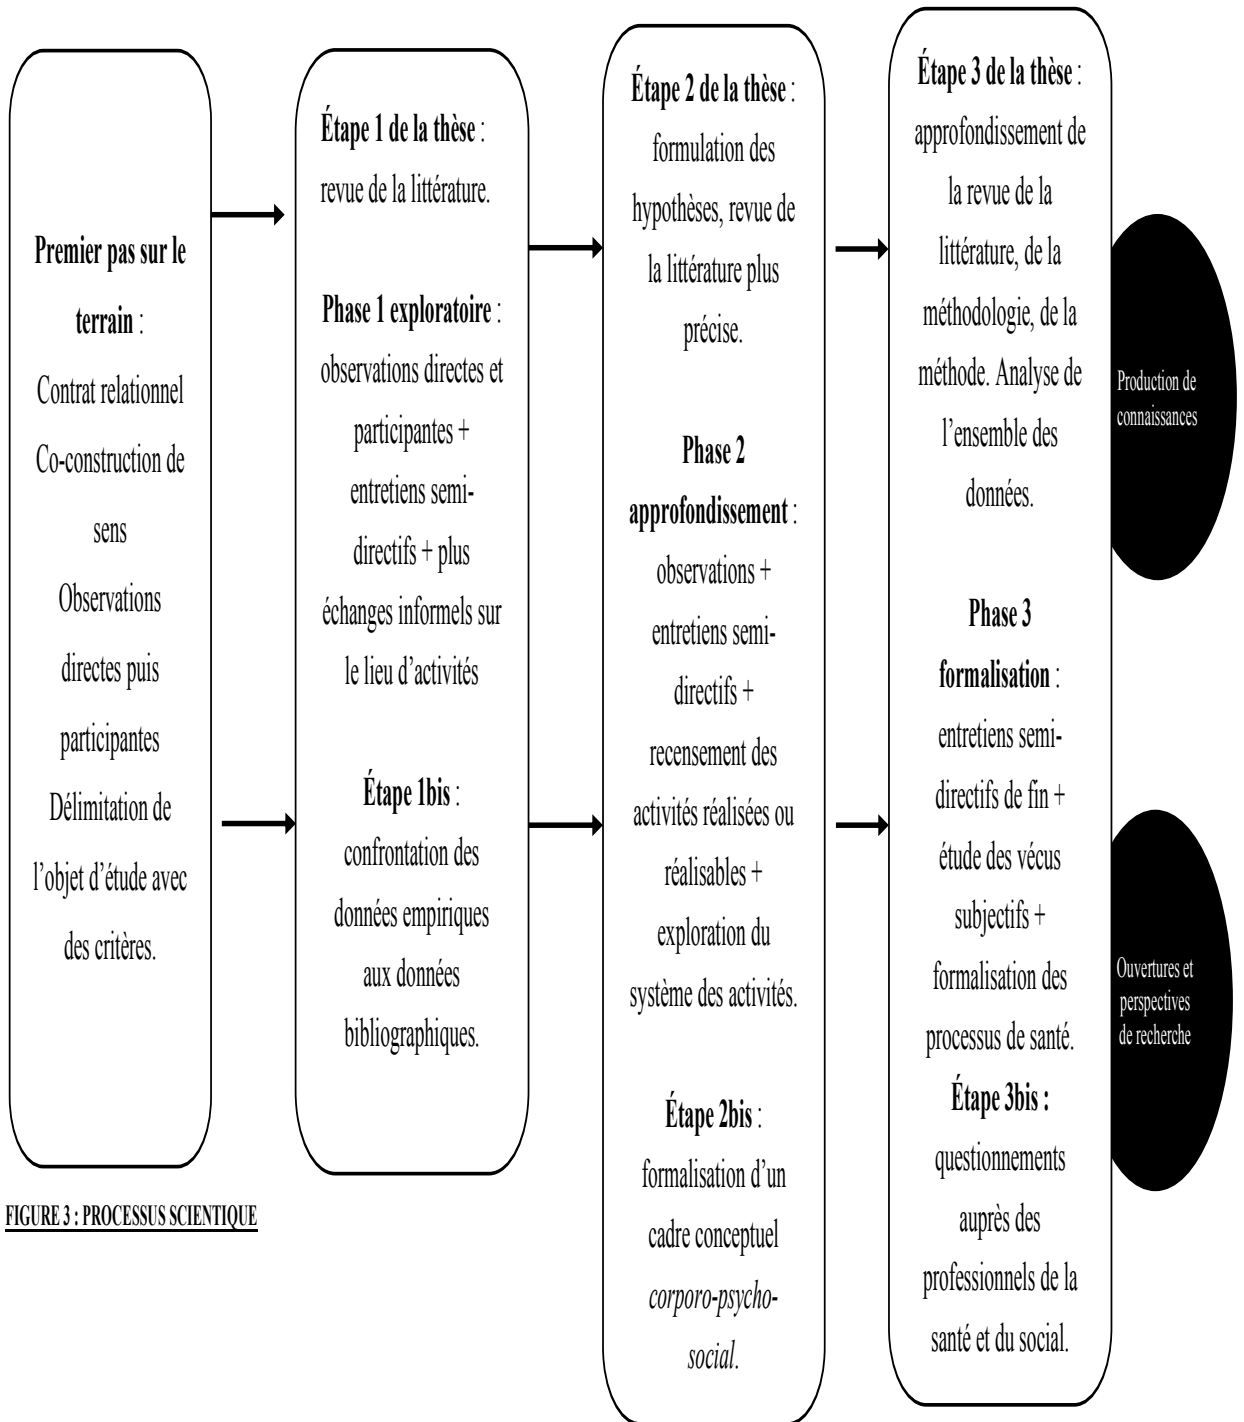 Premier pas sur le
terrain :
Contrat relationnel
Co-construction de
sens
Observations
directes puis
participantes
Délimitation de
l’objet d’étude avec
des critères.
Étape 1 de la thèse :
revue de la littérature.
Phase 1 exploratoire :
observations directes et
participantes +
entretiens semi-
directifs + plus
échanges informels sur
le lieu d’activités
Étape 1bis :
confrontation des
données empiriques
aux données
bibliographiques.
Étape 2 de la thèse :
formulation des
hypothèses, revue de
la littérature plus
précise.
Phase 2
approfondissement :
observations +
entretiens semi-
directifs +
recensement des
activités réalisées ou
réalisables +
exploration du
système des activités.
Étape 2bis :
formalisation d’un
cadre conceptuel
corporo-psycho-
social.
Étape 3 de la thèse :
approfondissement de
la revue de la
littérature, de la
méthodologie, de la
méthode. Analyse de
l’ensemble des
données.
Phase 3
formalisation :
entretiens semi-
directifs de fin +
étude des vécus
subjectifs +
formalisation des
processus de santé.
Étape 3bis :
questionnements
auprès des
professionnels de la
santé et du social.
Production de
connaissances
Ouvertures et
perspectives
de recherche
FIGURE 3 : PROCESSUS SCIENTIQUE